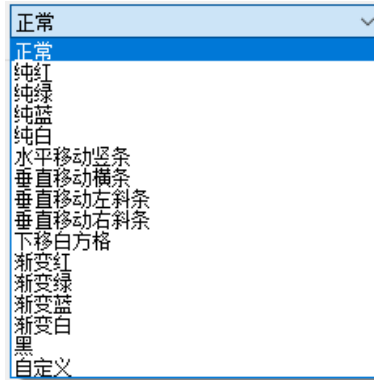 正常
正常
纯红
纯绿
纯蓝
纯白
水平移动竖条
垂直移动横条
垂直移动左斜条
垂直移动右斜条
下移白方格
渐变红
渐变绿
渐变蓝
渐变白
黑
自定义